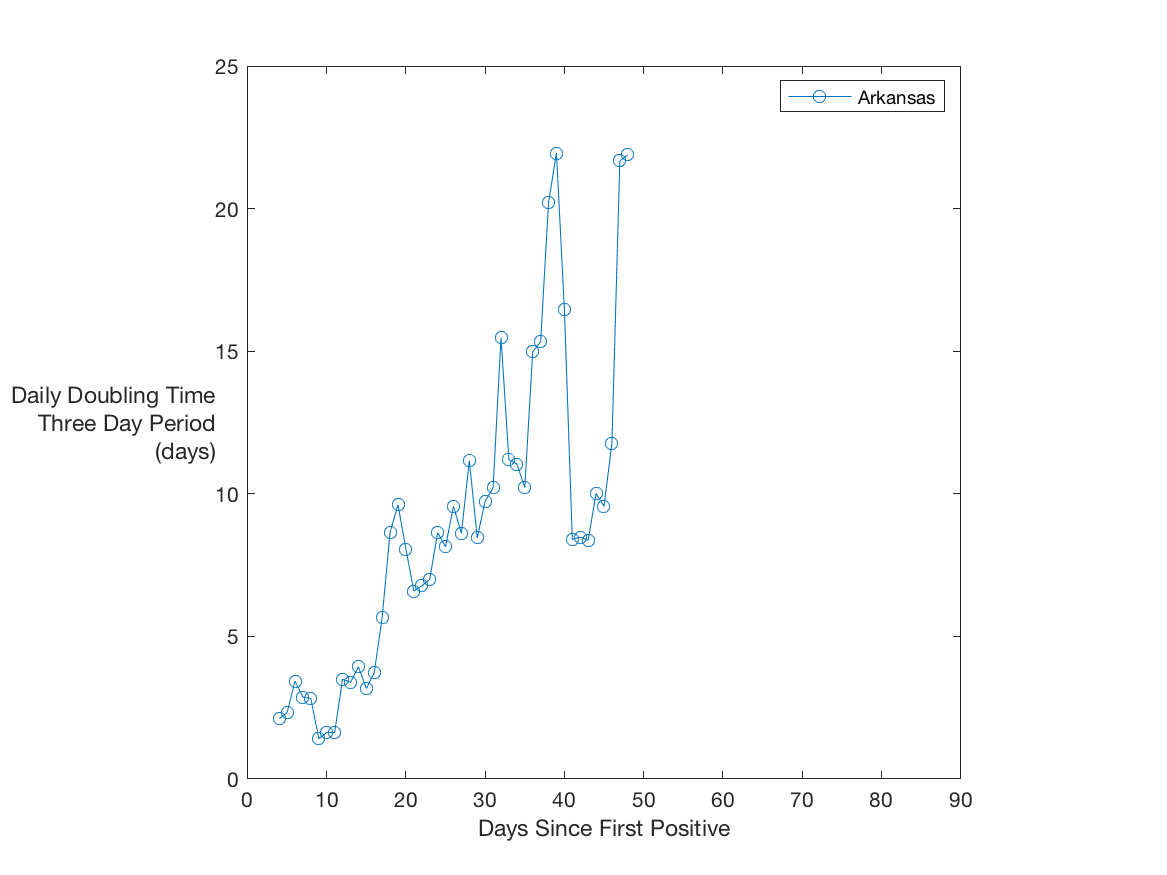 25
20
15
10
5
0
Daily Doubling Time
Three Day Period
(days)
Arkansas
0 10 20 30 40 50 60 70 80 90
Days Since First Positive